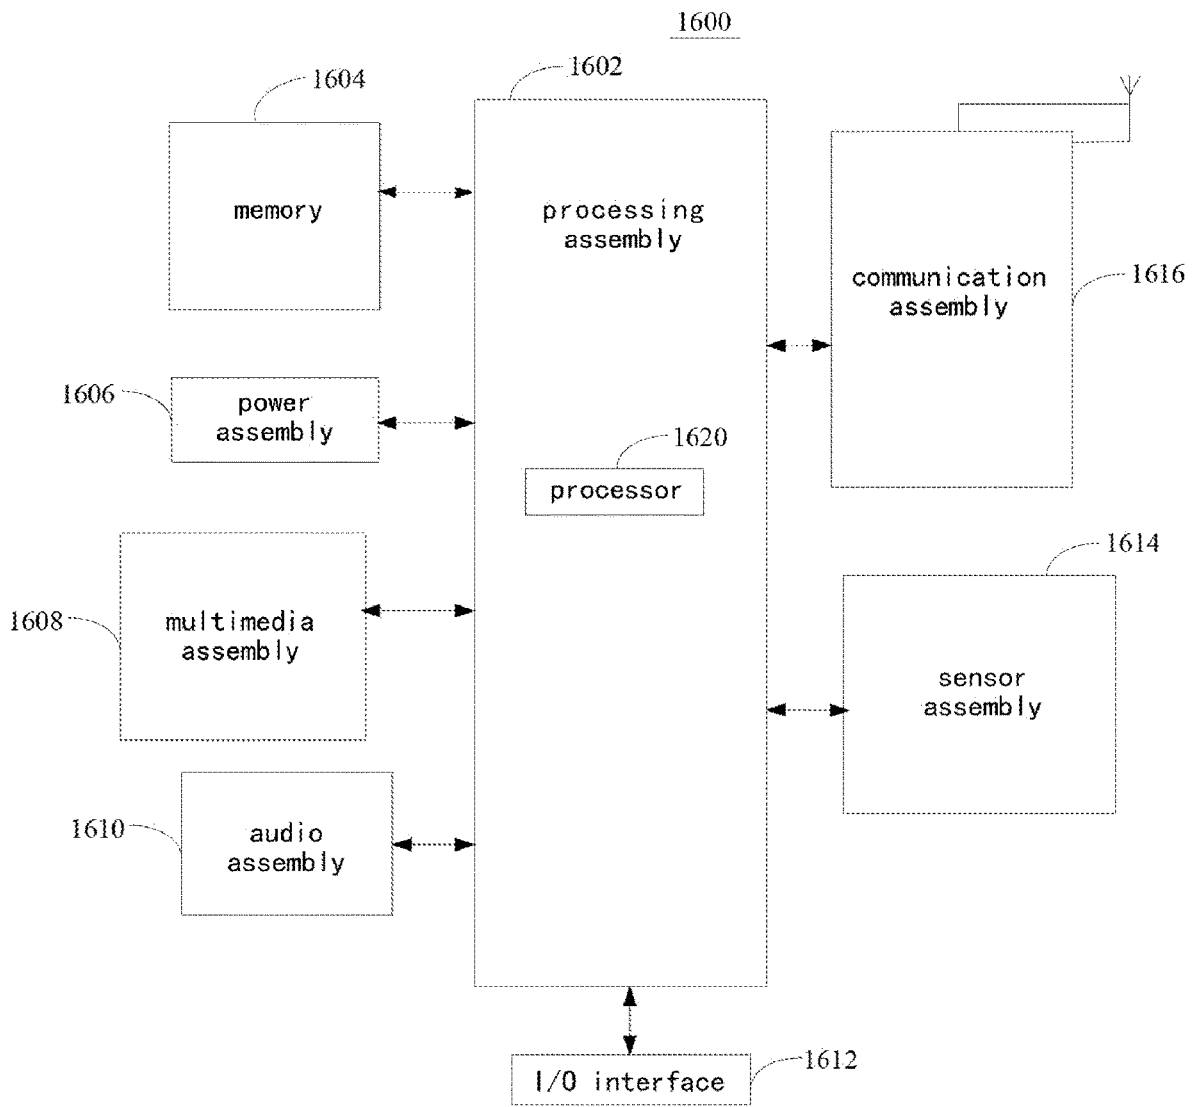 1600
1602
1604
memory
processing
assembly
communication
assembly
1616
1606
power
assembly
1620
processor
1608
multimedia
assembly
1614
sensor
assembly
1610
audio
assembly
I/O interface
1612